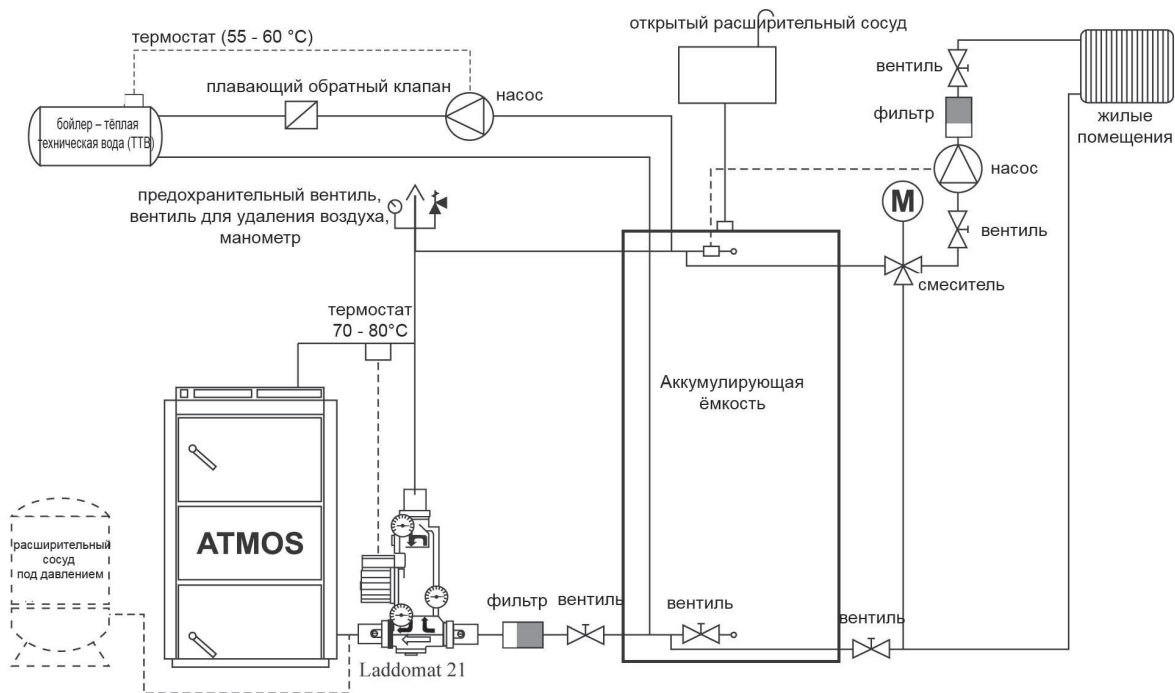 термостат (55 - 60 °C)
открытый расширительный сосуд
плавающий обратный клапан
насос
вентиль
бойлер – тёплая
техническая вода (ТТВ)
фильтр
жилые
помещения
насос
предохранительный вентиль,
вентиль для удаления воздуха,
манометр
M
вентиль
смеситель
термостат
70 - 80°C
Аккумулирующая
ёмкость
ATMOS
расширительный
сосуд
под давлением
фильтр
вентиль
вентиль
вентиль
Laddomat 21